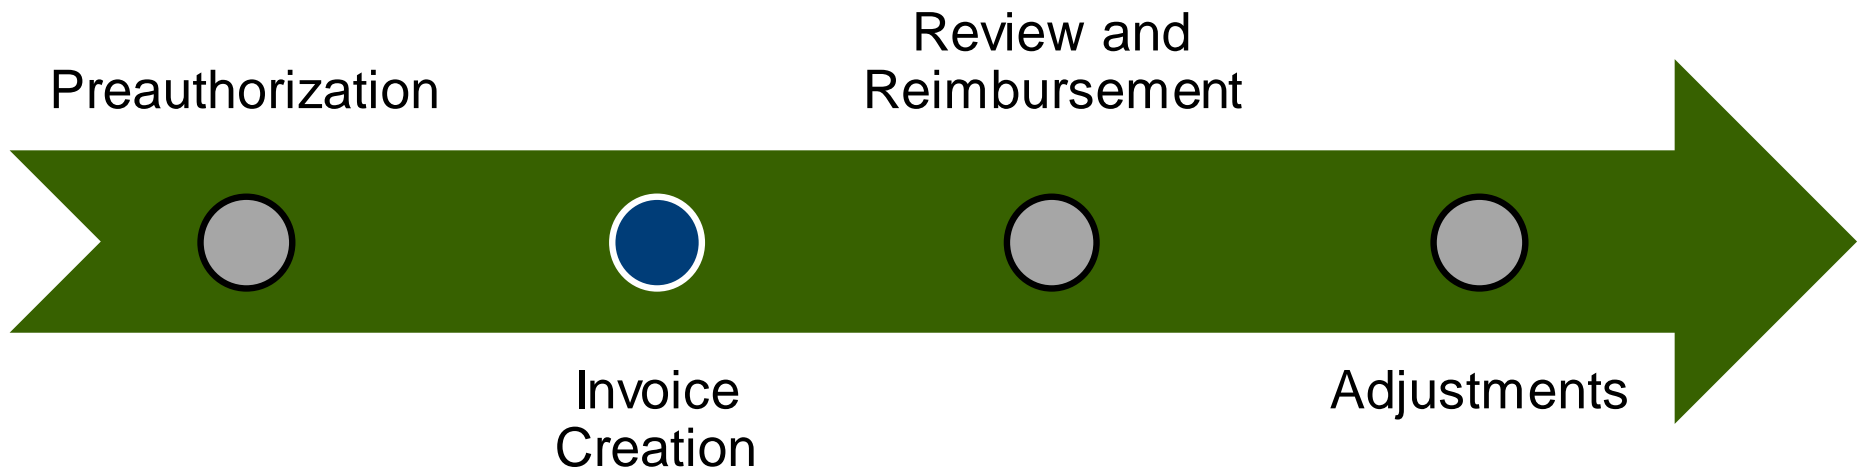 Preauthorization
Invoice
Creation
Review and
Reimbursement
Adjustments